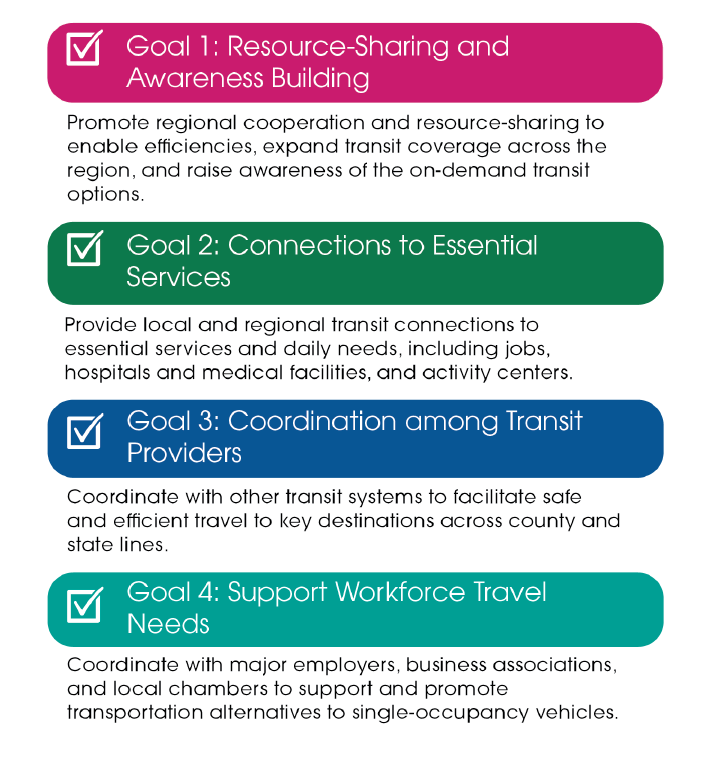 Goal 1: Resource-Sharing and
Awareness Building
Promote regional cooperation and resource-sharing to
enable efficiencies, expand transit coverage across the
region, and raise awareness of the on-demand transit
options.
Goal 2: Connections to Essential
Services
Provide local and regional transit connections to
essential services and daily needs, including jobs,
hospitals and medical facilities, and activity centers.
Goal 3: Coordination among Transit
Providers
Coordinate with other transit systems to facilitate safe
and efficient travel to key destinations across county and
state lines.
Goal 4: Support Workforce Travel
Needs
Coordinate with major employers, business associations,
and local chambers to support and promote
transportation alternatives to single-occupancy vehicles.